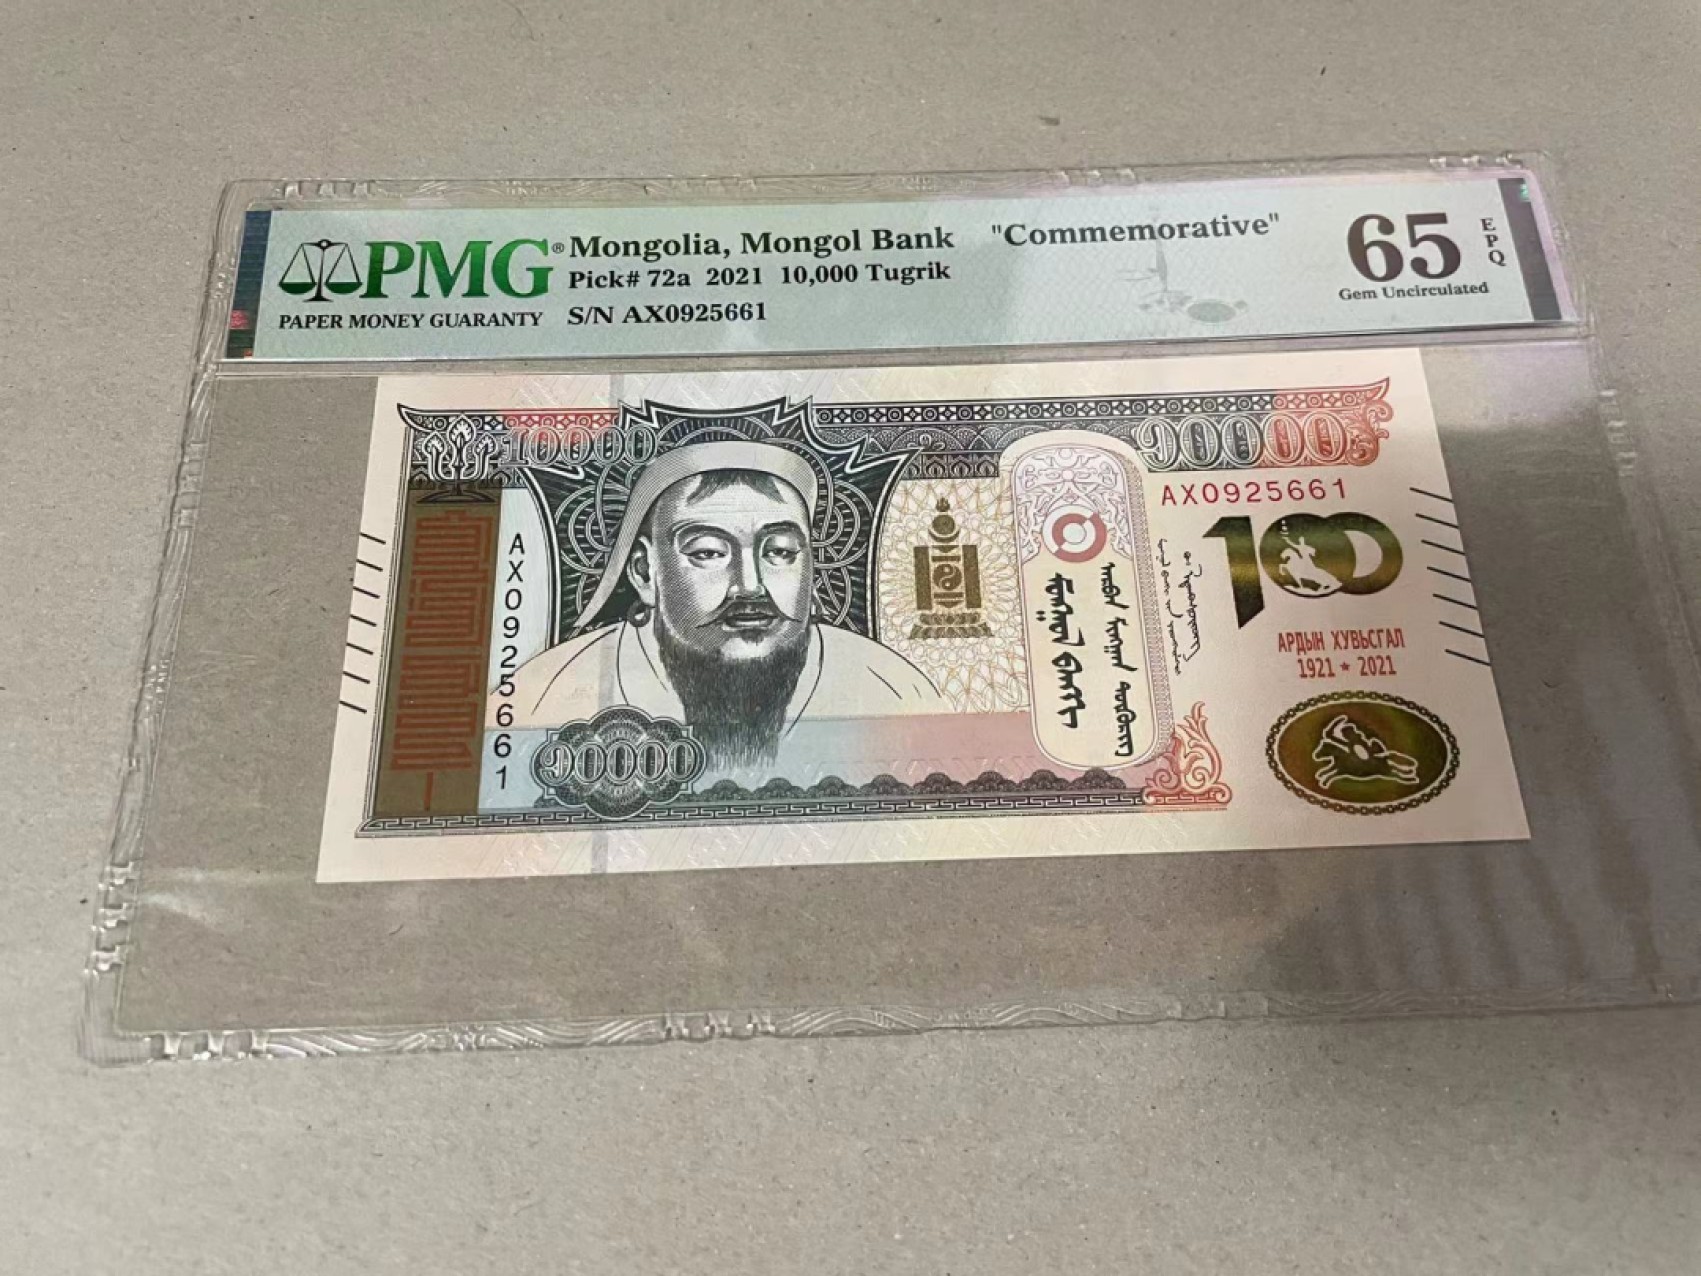 PMG® Mongolia, Mongol Bank "Commemorative" 65 EPQ
Pick# 72a 2021 10,000 Tugrik Gem Uncirculated
PAPER MONEY GUARANTY S/N AX0925661
10000 10000
AX0925661
AX0925661
100
АРДЫН ХУВЬСГАЛ
1921 ★ 2021
᠑᠐᠐᠐᠐